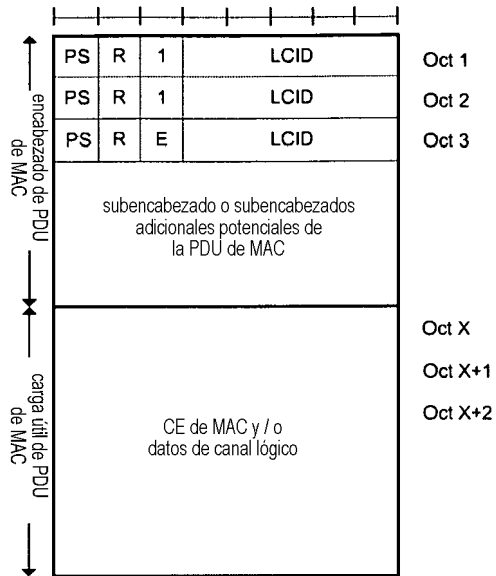 PS R 1 LCID Oct 1
PS R 1 LCID Oct 2
PS R E LCID Oct 3
encabezado de PDU
de MAC
subencabezado o subencabezados
adicionales potenciales de
la PDU de MAC
Oct X
Oct X+1
Oct X+2
carga útil de PDU
de MAC
CE de MAC y / o
datos de canal lógico